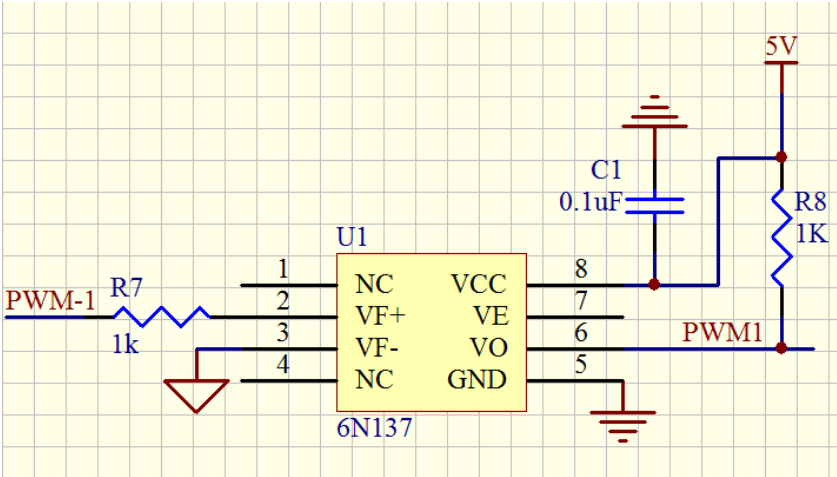 5V
C1
0.1uF
R8
1K
U1
1
NC
VCC
8
PWM-1
R7
2
VF+
VE
7
1k
3
VF-
VO
6
PWM1
4
NC
GND
5
6N137